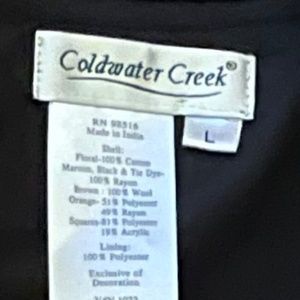 Coldwater Creek®
L
RN 98516
Made in India
Shell:
Floral-100% Cotton
Maroon, Black & Tie Dye-
100% Rayon
Brown: 100% Wool
Orange- 51% Polyester
49% Rayon
Squares-81% Polyester
19% Acrylic
Lining:
100% Polyester
Exclusive of
Decoration